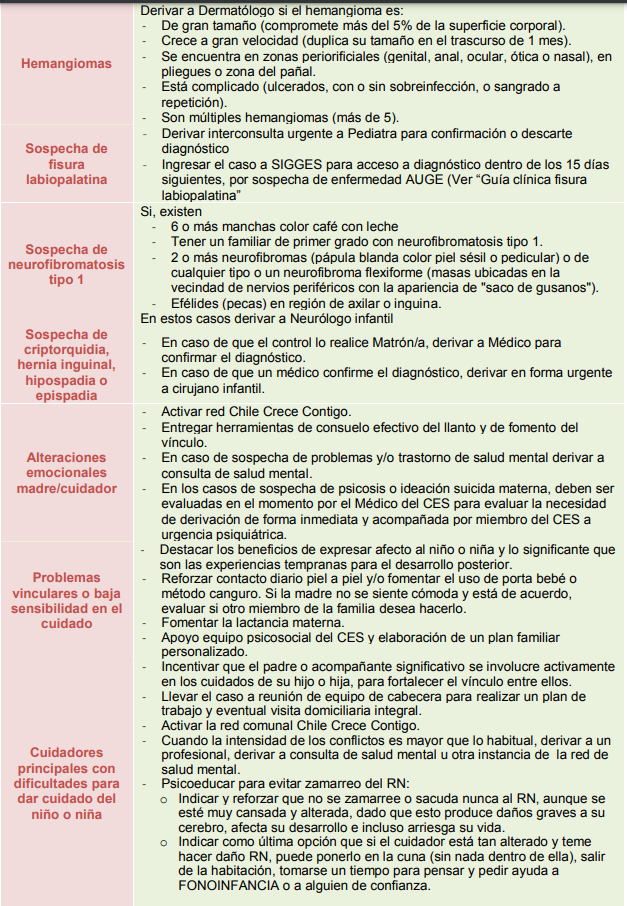 Hemangiomas
Derivar a Dermatólogo si el hemangioma es:
- De gran tamaño (compromete más del 5% de la superficie corporal).
- Crece a gran velocidad (duplica su tamaño en el trascurso de 1 mes).
- Se encuentra en zonas periorificiales (genital, anal, ocular, ótica o nasal), en
pliegues o zona del pañal.
- Está complicado (ulcerados, con o sin sobreinfección, o sangrado a
repetición).
- Son múltiples hemangiomas (más de 5).
Sospecha de
fisura
labiopalatina
- Derivar interconsulta urgente a Pediatra para confirmación o descarte
diagnóstico
- Ingresar el caso a SIGGES para acceso a diagnóstico dentro de los 15 días
siguientes, por sospecha de enfermedad AUGE (Ver “Guía clínica fisura
labiopalatina”
Sospecha de
neurofibromatosis
tipo 1
Si, existen
- 6 o más manchas color café con leche
- Tener un familiar de primer grado con neurofibromatosis tipo 1.
- 2 o más neurofibromas (pápula blanda color piel sésil o pedicular) o de
cualquier tipo o un neurofibroma flexiforme (masas ubicadas en la
vecindad de nervios periféricos con la apariencia de "saco de gusanos").
- Efélides (pecas) en región de axilar o inguina.
En estos casos derivar a Neurólogo infantil
Sospecha de
criptorquidia,
hernia inguinal,
hipospadia o
epispadia
- En caso de que el control lo realice Matrón/a, derivar a Médico para
confirmar el diagnóstico.
- En caso de que un médico confirme el diagnóstico, derivar en forma urgente
a cirujano infantil.
Alteraciones
emocionales
madre/cuidador
- Activar red Chile Crece Contigo.
- Entregar herramientas de consuelo efectivo del llanto y de fomento del
vínculo.
- En caso de sospecha de problemas y/o trastorno de salud mental derivar a
consulta de salud mental.
- En los casos de sospecha de psicosis o ideación suicida materna, deben ser
evaluadas en el momento por el Médico del CES para evaluar la necesidad
de derivación de forma inmediata y acompañada por miembro del CES a
urgencia psiquiátrica.
Problemas
vinculares o baja
sensibilidad en el
cuidado
- Destacar los beneficios de expresar afecto al niño o niña y lo significante que
son las experiencias tempranas para el desarrollo posterior.
- Reforzar contacto diario piel a piel y/o fomentar el uso de porta bebé o
método canguro. Si la madre no se siente cómoda y está de acuerdo,
evaluar si otro miembro de la familia desea hacerlo.
- Fomentar la lactancia materna.
- Apoyo equipo psicosocial del CES y elaboración de un plan familiar
personalizado.
- Incentivar que el padre o acompañante significativo se involucre activamente
en los cuidados de su hijo o hija, para fortalecer el vínculo entre ellos.
Cuidadores
principales con
dificultades para
dar cuidado del
niño o niña
- Llevar el caso a reunión de equipo de cabecera para realizar un plan de
trabajo y eventual visita domiciliaria integral.
- Activar la red comunal Chile Crece Contigo.
- Cuando la intensidad de los conflictos es mayor que lo habitual, derivar a un
profesional, derivar a consulta de salud mental u otra instancia de la red de
salud mental.
- Psicoeducar para evitar zamarreo del RN:
o Indicar y reforzar que no se zamarree o sacuda nunca al RN, aunque se
esté muy cansada y alterada, dado que esto produce daños graves a su
cerebro, afecta su desarrollo e incluso arriesga su vida.
o Indicar como última opción que si el cuidador está tan alterado y teme
hacer daño RN, puede ponerlo en la cuna (sin nada dentro de ella), salir
de la habitación, tomarse un tiempo para pensar y pedir ayuda a
FONOINFANCIA o a alguien de confianza.